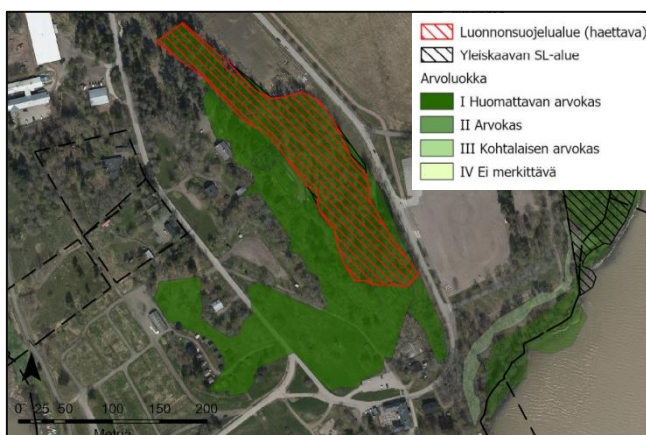 Luonnonsuojelualue (haettava)
Yleiskaavan SL-alue
Arvoluokka
I Huomattavan arvokas
II Arvokas
III Kohtalaisen arvokas
IV Ei merkittävä
0 25 50 100 150 200
Metriä